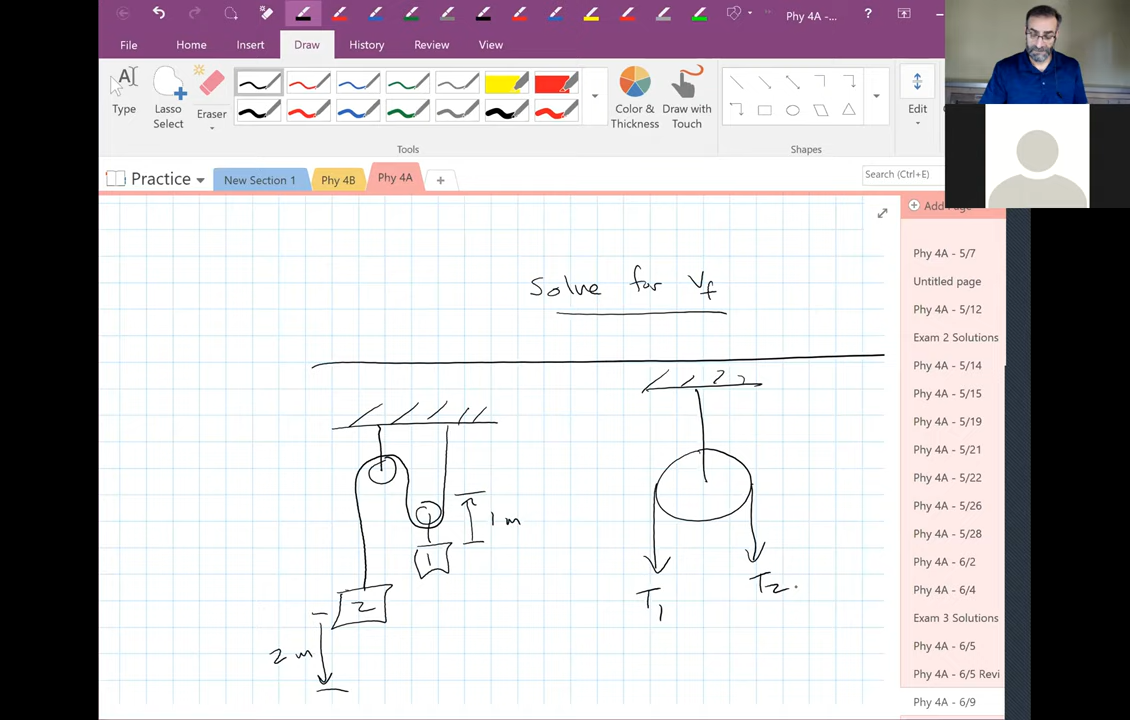 Phy 4A -...
?
File
Home
Insert
Draw
History
Review
View
Type
Lasso
Select
Eraser
Color &
Thickness
Draw with
Touch
Edit
Tools
Shapes
Practice
New Section 1
Phy 4B
Phy 4A
+
Search (Ctrl+E)
Add Page
Phy 4A - 5/7
Untitled page
Phy 4A - 5/12
Exam 2 Solutions
Phy 4A - 5/14
Phy 4A - 5/15
Phy 4A - 5/19
Phy 4A - 5/21
Phy 4A - 5/22
Phy 4A - 5/26
Phy 4A - 5/28
Phy 4A - 6/2
Phy 4A - 6/4
Exam 3 Solutions
Phy 4A - 6/5
Phy 4A - 6/5 Revi
Phy 4A - 6/9
Solve for Vf
1 m
1
2
2 m
T1
T2